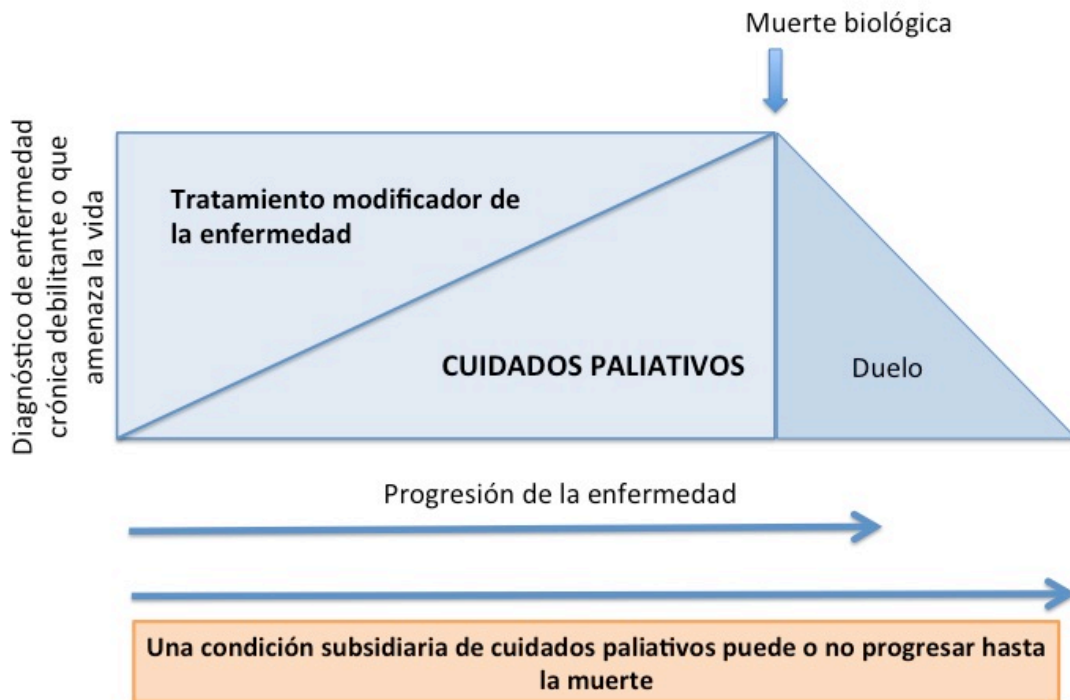 Muerte biológica
Diagnóstico de enfermedad
crónica debilitante o que
amenaza la vida
Tratamiento modificador de
la enfermedad
CUIDADOS PALIATIVOS
Duelo
Progresión de la enfermedad
Una condición subsidiaria de cuidados paliativos puede o no progresar hasta
la muerte